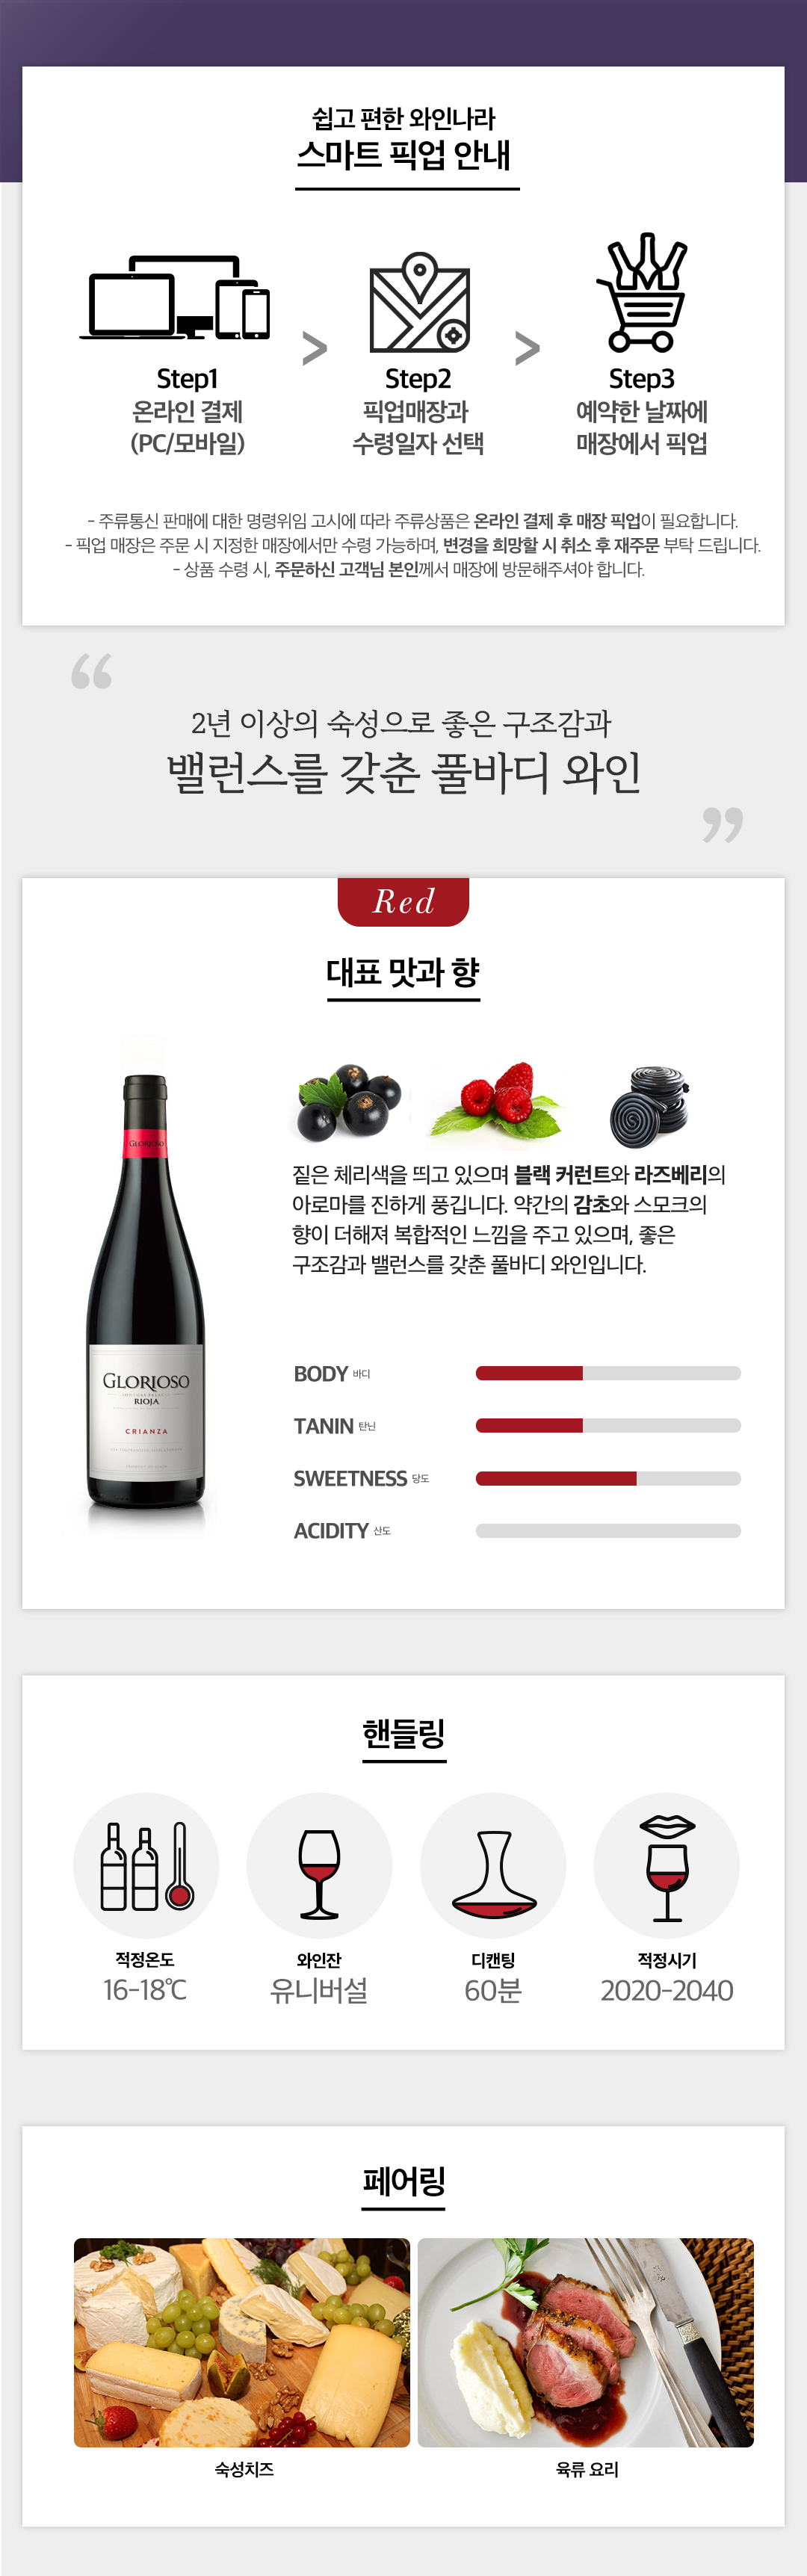 쉽고 편한 와인나라
스마트 픽업 안내
Step1
온라인 결제
(PC/모바일)
>
Step2
픽업매장과
수령일자 선택
>
Step3
예약한 날짜에
매장에서 픽업
- 주류통신 판매에 대한 명령위임 고시에 따라 주류상품은 온라인 결제 후 매장 픽업이 필요합니다.
- 픽업 매장은 주문 시 지정한 매장에서만 수령 가능하며, 변경을 희망할 시 취소 후 재주문 부탁 드립니다.
- 상품 수령 시, 주문하신 고객님 본인께서 매장에 방문해주셔야 합니다.
“
2년 이상의 숙성으로 좋은 구조감과
밸런스를 갖춘 풀바디 와인
”
Red
대표 맛과 향
GLORIOSO
짙은 체리색을 띄고 있으며 블랙 커런트와 라즈베리의
아로마를 진하게 풍깁니다. 약간의 감초와 스모크의
향이 더해져 복합적인 느낌을 주고 있으며, 좋은
구조감과 밸런스를 갖춘 풀바디 와인입니다.
GLORIOSO
RIOJA
CRIANZA
BODY 바디
TANIN 탄닌
SWEETNESS 당도
ACIDITY 산도
핸들링
적정온도
16-18℃
와인잔
유니버설
디캔팅
60분
적정시기
2020-2040
페어링
숙성치즈
육류 요리